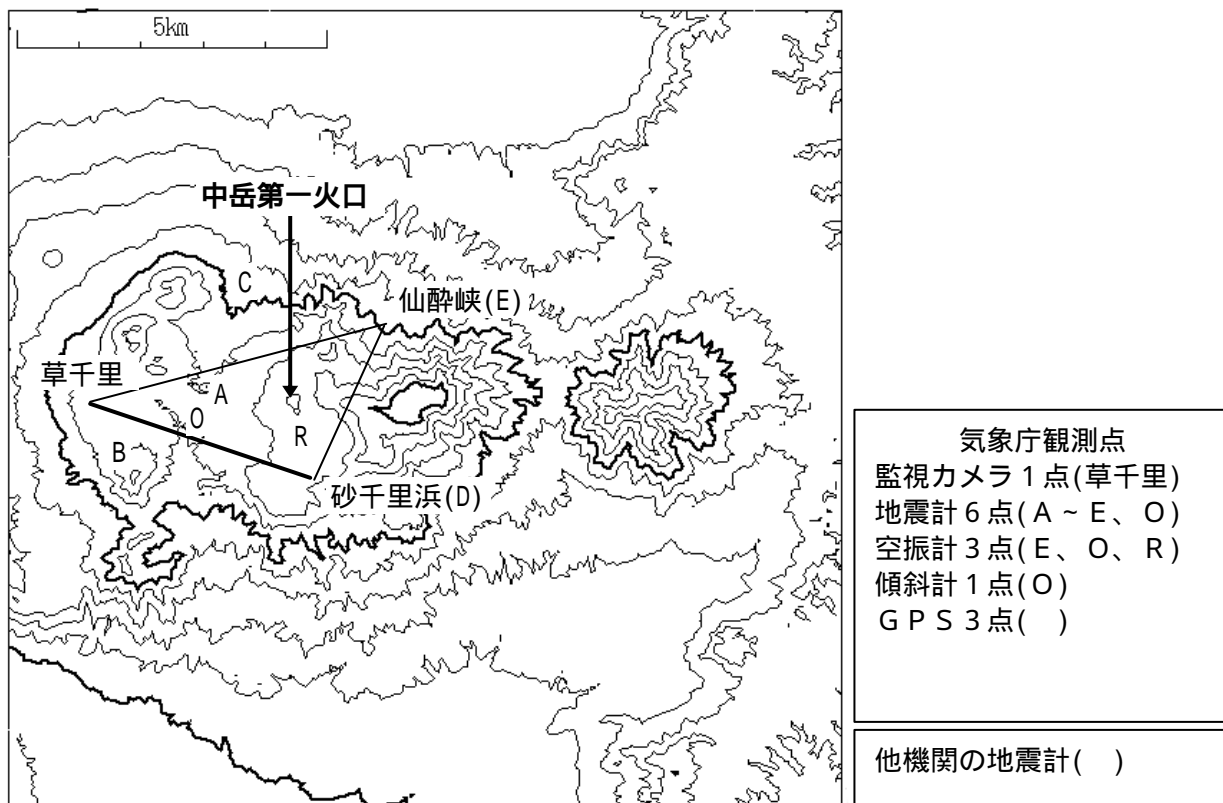 5km
中岳第一火口
C
仙酔峡(E)
草千里
A
O
R
B
砂千里浜(D)
気象庁観測点
監視カメラ1点(草千里)
地震計6点(A~E、O)
空振計3点(E、O、R)
傾斜計1点(O)
GPS3点( )
他機関の地震計( )